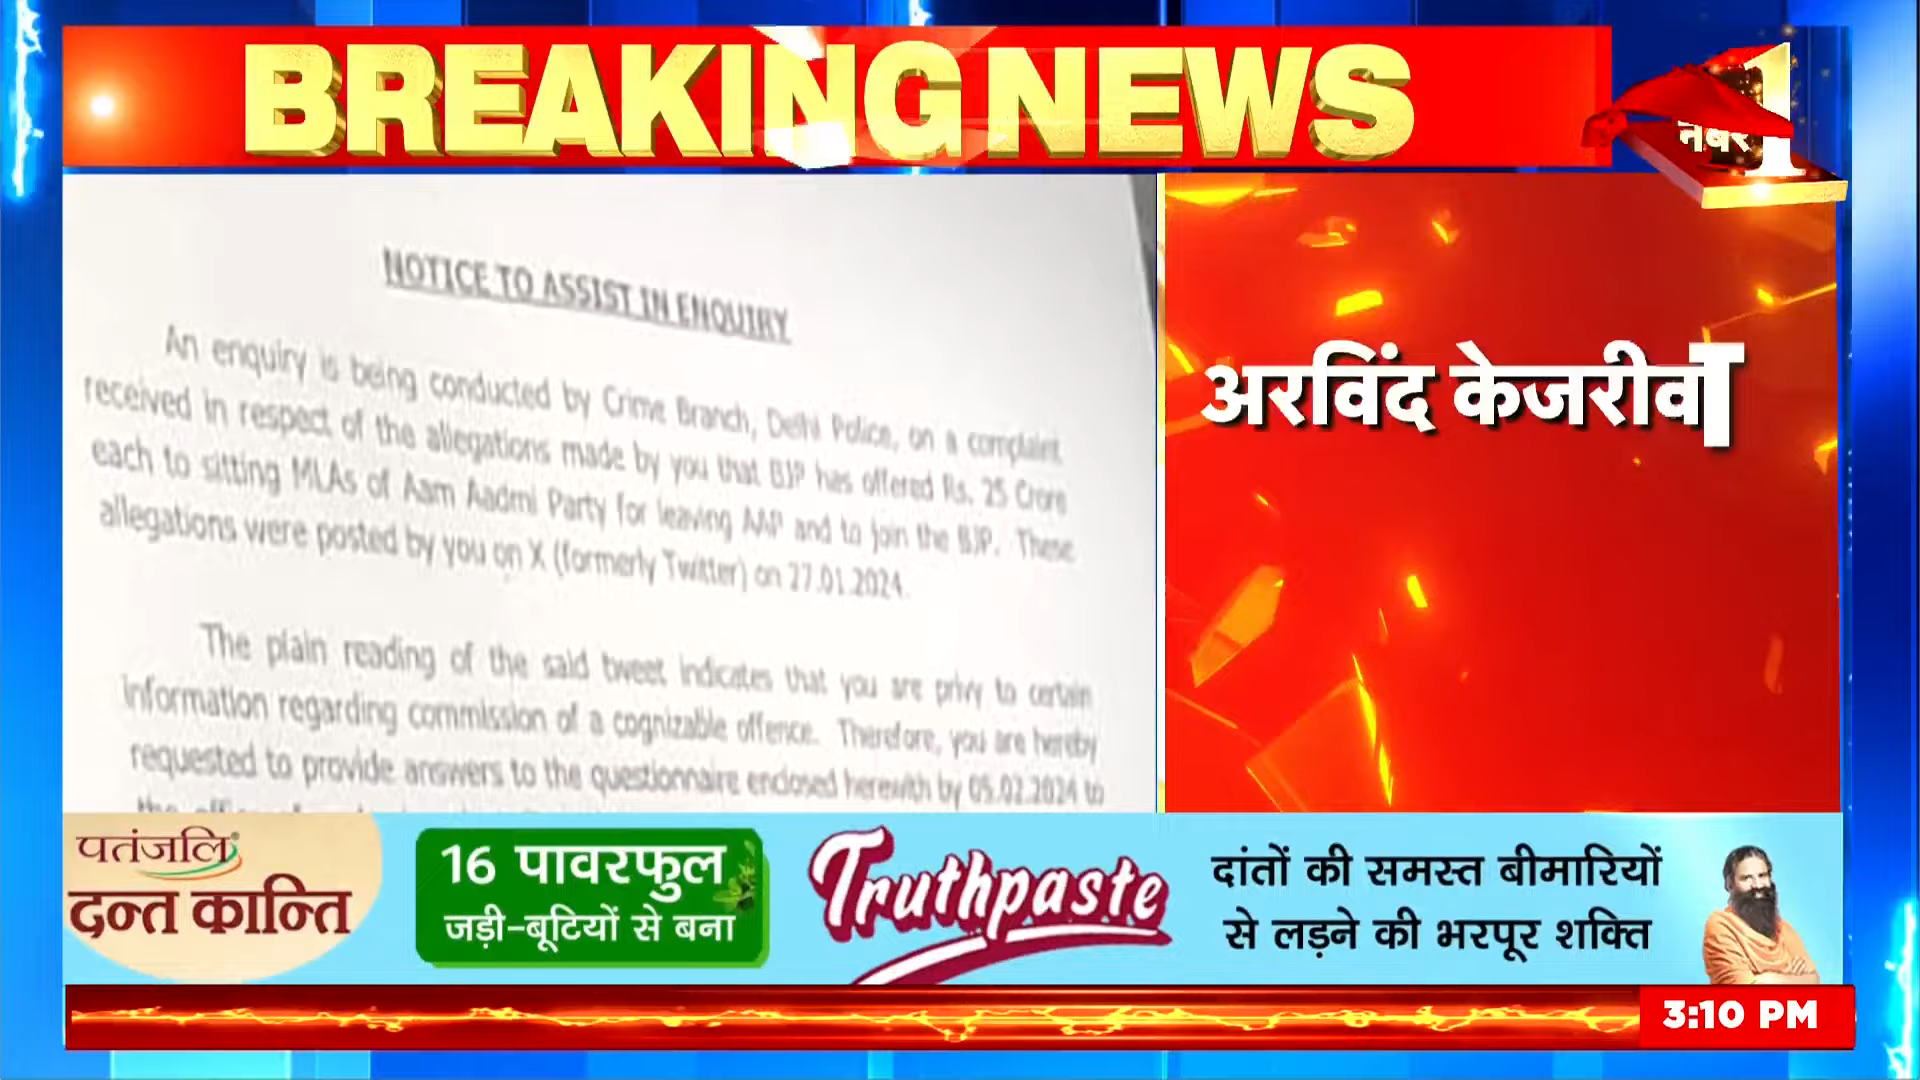 BREAKING NEWS
नंबर 1
NOTICE TO ASSIST IN ENQUIRY
An enquiry is being conducted by Crime Branch, Delhi Police, on a complaint
received in respect of the allegations made by you that BJP has offered Rs. 25 Crore
each to sitting MLAs of Aam Aadmi Party for leaving AAP and to join the BJP. These
allegations were posted by you on X (formerly Twitter) on 27.01.2024.
The plain reading of the said tweet indicates that you are privy to certain
information regarding commission of a cognizable offence. Therefore, you are hereby
requested to provide answers to the questionnaire enclosed herewith by 05.02.2024 to
अरविंद केजरीवा
पतंजलि®
दन्त कान्ति
16 पावरफुल
जड़ी-बूटियों से बना
Truthpaste
दांतों की समस्त बीमारियों
से लड़ने की भरपूर शक्ति
3:10 PM